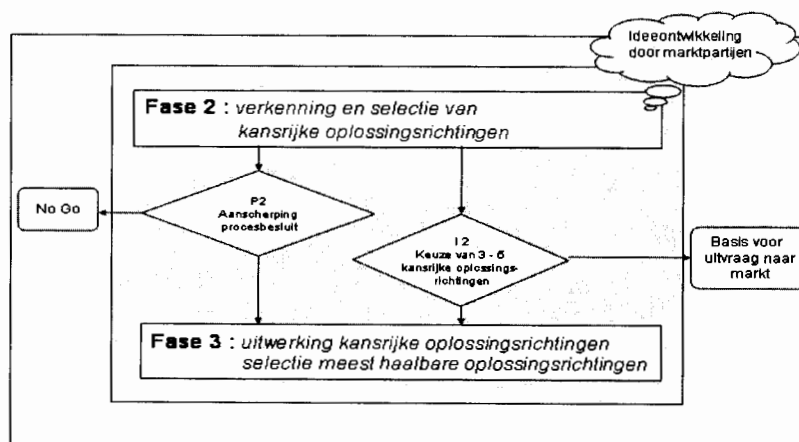 Ideeontwikkeling
door marktpartijen
Fase 2 : verkenning en selectie van
kansrijke oplossingsrichtingen
No Go
P2
Aanscherping
procesbesluit
I 2
Keuze van 3 - 5
kansrijke oplossings-
richtingen
Basis voor
uitvraag naar
markt
Fase 3 : uitwerking kansrijke oplossingsrichtingen
selectie meest haalbare oplossingsrichtingen